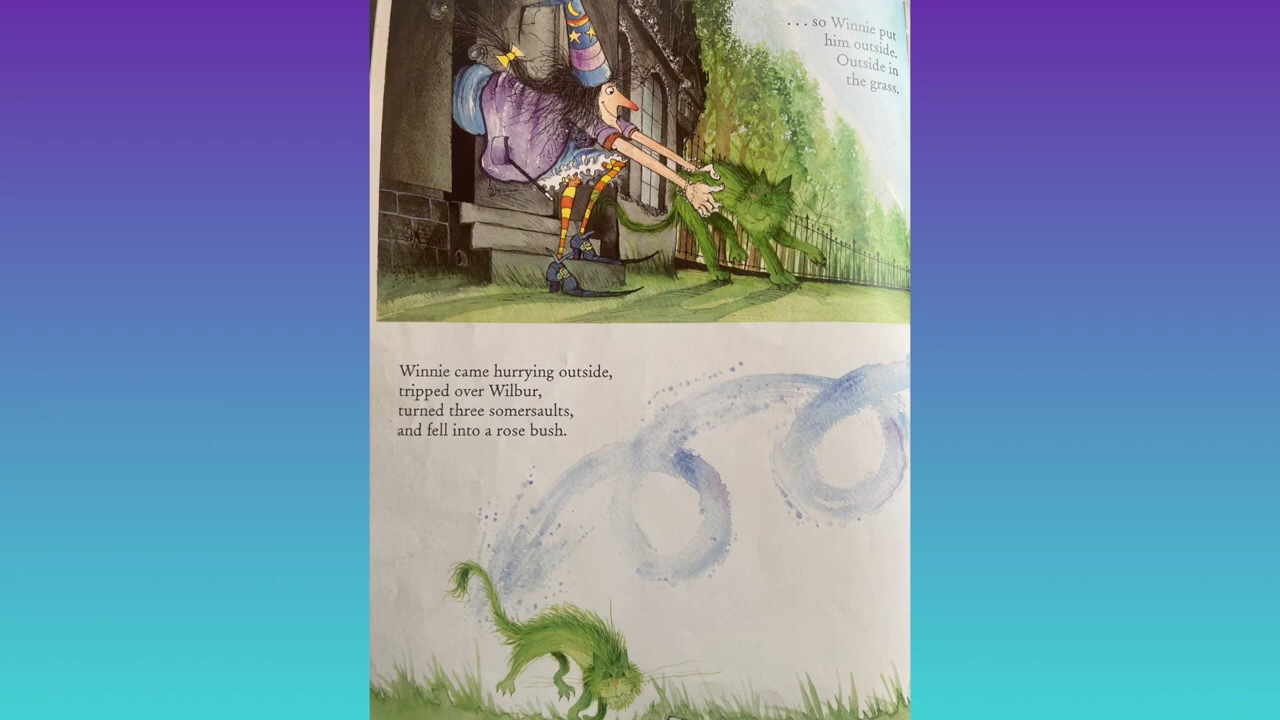 . . . so Winnie put
him outside.
Outside in
the grass.
Winnie came hurrying outside,
tripped over Wilbur,
turned three somersaults,
and fell into a rose bush.